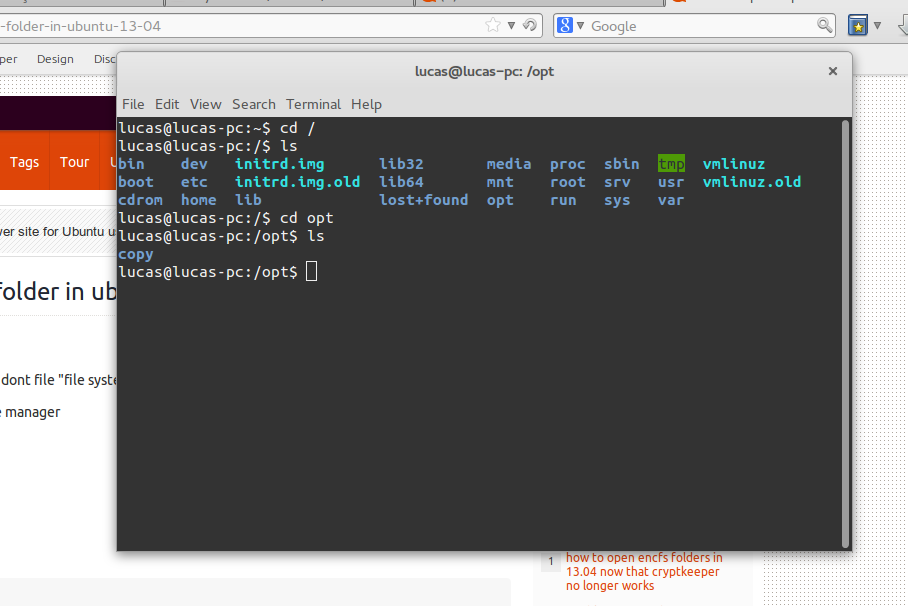 -folder-in-ubuntu-13-04
Google
per Design Disc
lucas@lucas-pc: /opt
File Edit View Search Terminal Help
lucas@lucas-pc:~$ cd /
lucas@lucas-pc:/$ ls
bin dev initrd.img lib32 media proc sbin tmp vmlinuz
boot etc initrd.img.old lib64 mnt root srv usr vmlinuz.old
cdrom home lib lost+found opt run sys var
lucas@lucas-pc:/$ cd opt
lucas@lucas-pc:/opt$ ls
copy
lucas@lucas-pc:/opt$
Tags Tour
wer site for Ubuntu u
folder in ub
dont file "file syste
e manager
1 how to open encfs folders in
13.04 now that cryptkeeper
no longer works